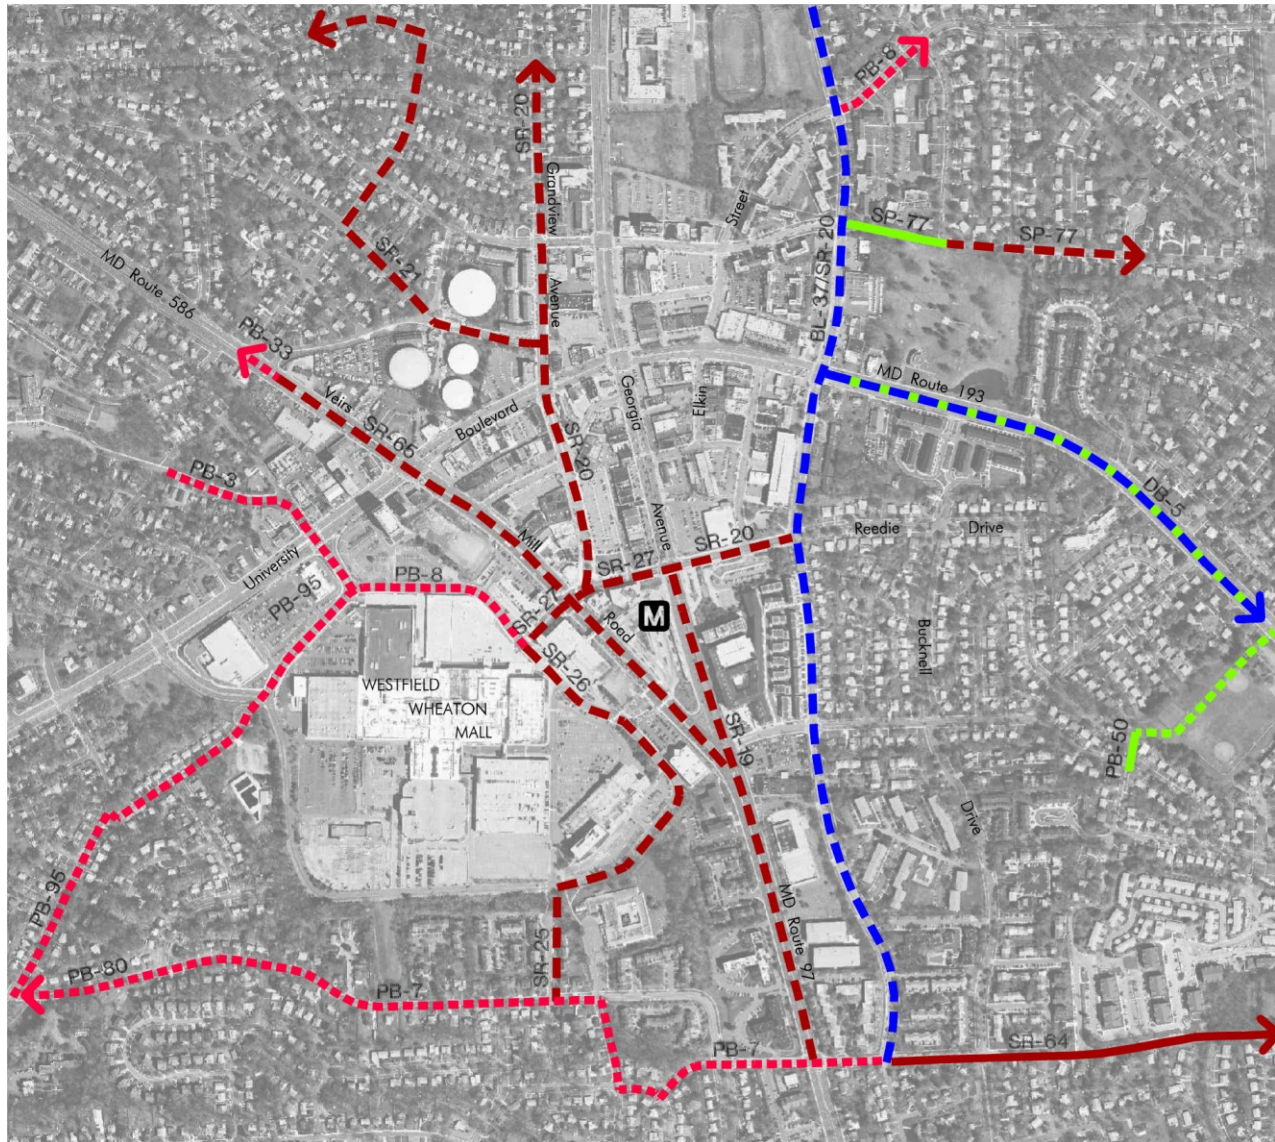 PB-8
SR-20
Grandview
Street
SP-77
SP-77
SR-21
BL-37/SR-20
MD Route 586
Avenue
PB-33
MD Route 193
Veirs
SR-65
Boulevard
Georgia
Elkin
SR-20
PB-3
DB-5
Mill
Avenue
Reedie
Drive
SR-20
SR-27
University
PB-95
PB-8
SR-27
M
Road
Bucknell
SR-26
WESTFIELD
WHEATON
MALL
SR-19
PB-50
Drive
PB-95
MD Route 97
SR-25
PB-80
PB-7
PB-7
SR-64